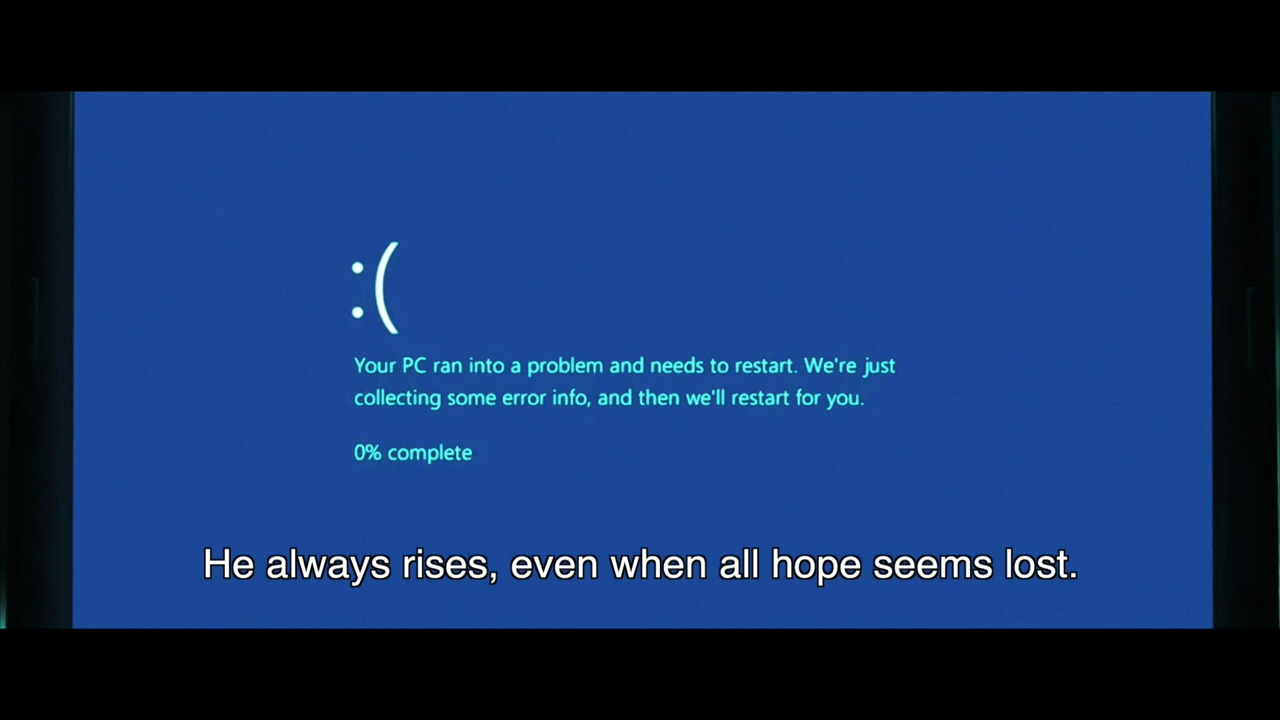 :(
Your PC ran into a problem and needs to restart. We're just
collecting some error info, and then we'll restart for you.
0% complete
He always rises, even when all hope seems lost.